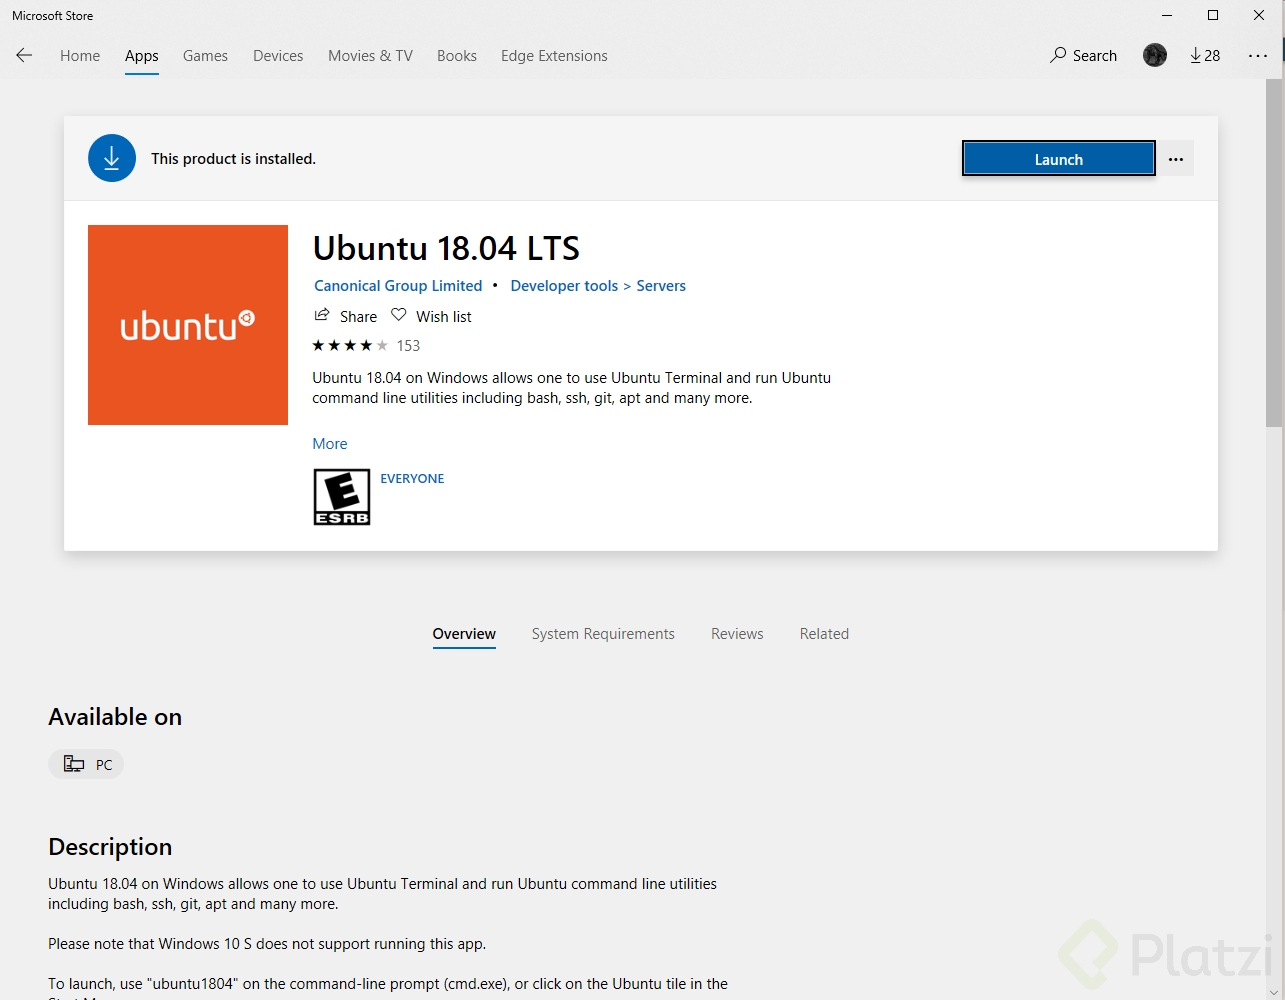 Microsoft Store
Home Apps Games Devices Movies & TV Books Edge Extensions Search 28
This product is installed. Launch
ubuntu
Ubuntu 18.04 LTS
Canonical Group Limited • Developer tools > Servers
Share Wish list
153
Ubuntu 18.04 on Windows allows one to use Ubuntu Terminal and run Ubuntu
command line utilities including bash, ssh, git, apt and many more.
More
E
EVERYONE
ESRB
Overview System Requirements Reviews Related
Available on
PC
Description
Ubuntu 18.04 on Windows allows one to use Ubuntu Terminal and run Ubuntu command line utilities
including bash, ssh, git, apt and many more.
Please note that Windows 10 S does not support running this app.
To launch, use "ubuntu1804" on the command-line prompt (cmd.exe), or click on the Ubuntu tile in the
Platzi